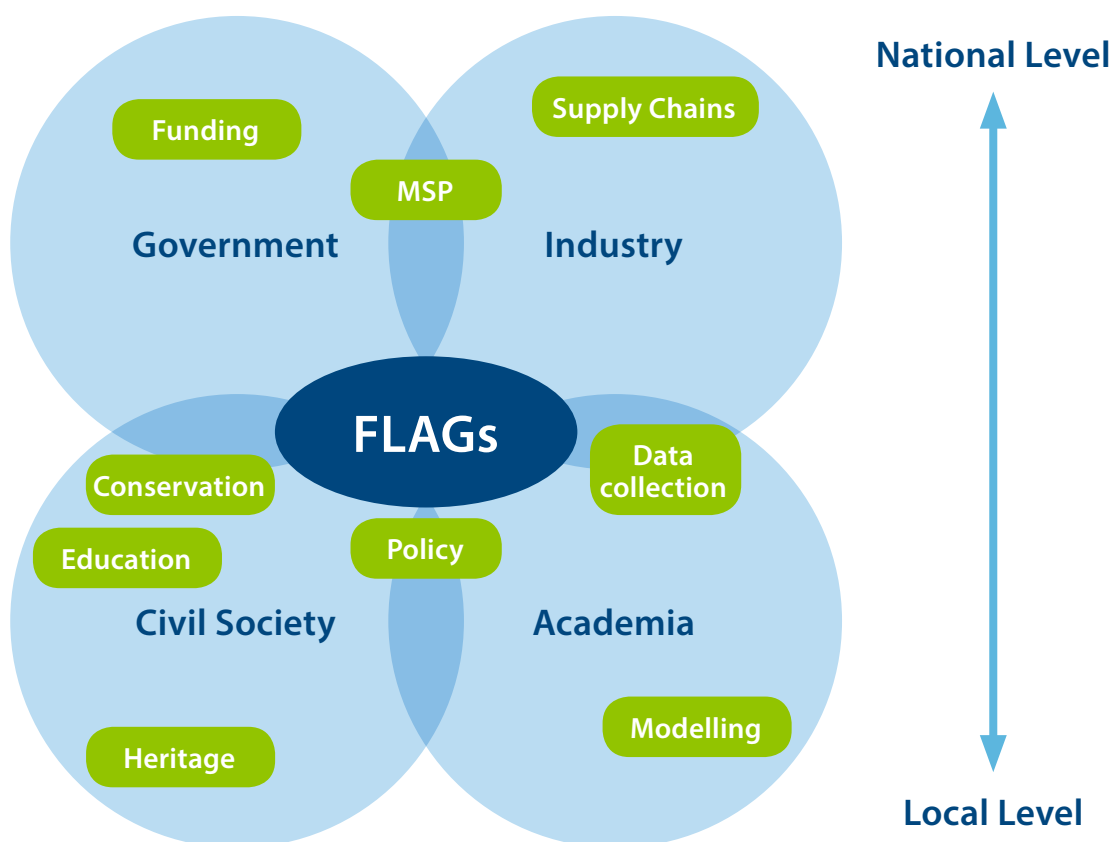 National Level
Supply Chains
Funding
MSP
Government
Industry
FLAGs
Data
collection
Conservation
Policy
Education
Civil Society
Academia
Modelling
Heritage
Local Level